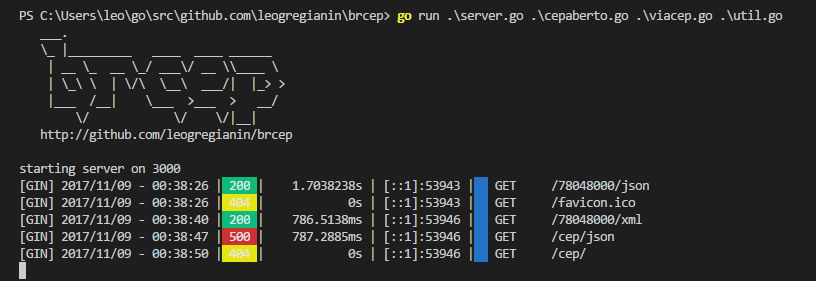 PS C:\Users\leo\go\src\github.com\leogregianin\brcep> go run .\server.go .\cepaberto.go .\viacep.go .\util.go
brcep
http://github.com/leogregianin/brcep
starting server on 3000
[GIN] 2017/11/09 - 00:38:26 | 200 | 1.7038238s | [::1]:53943 | GET /78048000/json
[GIN] 2017/11/09 - 00:38:26 | 404 | 0s | [::1]:53943 | GET /favicon.ico
[GIN] 2017/11/09 - 00:38:40 | 200 | 786.5138ms | [::1]:53946 | GET /78048000/xml
[GIN] 2017/11/09 - 00:38:47 | 500 | 787.2885ms | [::1]:53946 | GET /cep/json
[GIN] 2017/11/09 - 00:38:50 | 404 | 0s | [::1]:53946 | GET /cep/